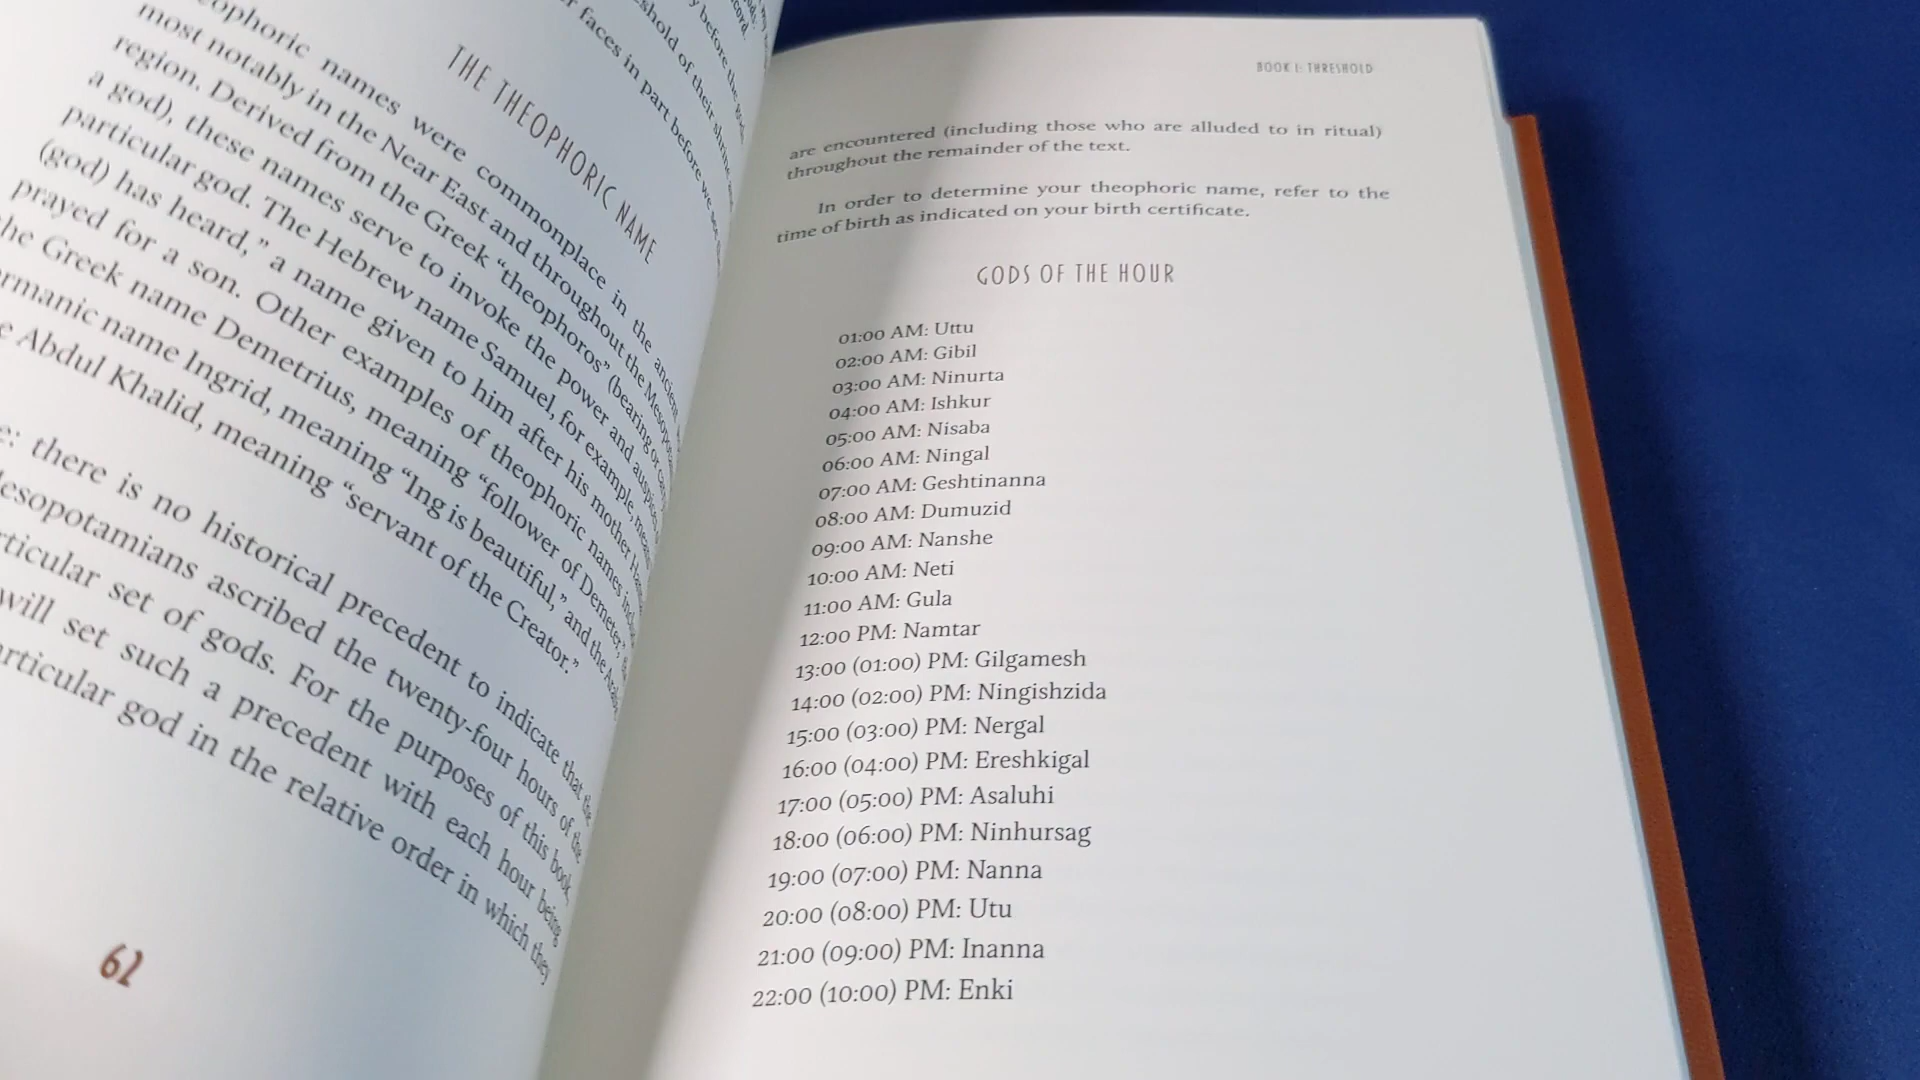 THE THEOPHORIC NAME
names were commonplace in the ancient
most notably in the Near East and throughout the
region. Derived from the Greek “theophoros” (bearing or
a god), these names serve to invoke the power and auspices
particular god. The Hebrew name Samuel, for example,
(god) has heard,” a name given to him after his mother
prayed for a son. Other examples of theophoric names
the Greek name Demetrius, meaning “follower of Demeter,”
name Ingrid, meaning “Ing is beautiful,” and the
Abdul Khalid, meaning “servant of the Creator.”
there is no historical precedent to indicate that the
ascribed the twenty-four hours of the
set of gods. For the purposes of this book,
will set such a precedent with each hour being
god in the relative order in which they
62
BOOK I: THRESHOLD
are encountered (including those who are alluded to in ritual)
throughout the remainder of the text.
In order to determine your theophoric name, refer to the
time of birth as indicated on your birth certificate.
GODS OF THE HOUR
01:00 AM: Uttu
02:00 AM: Gibil
03:00 AM: Ninurta
04:00 AM: Ishkur
05:00 AM: Nisaba
06:00 AM: Ningal
07:00 AM: Geshtinanna
08:00 AM: Dumuzid
09:00 AM: Nanshe
10:00 AM: Neti
11:00 AM: Gula
12:00 PM: Namtar
13:00 (01:00) PM: Gilgamesh
14:00 (02:00) PM: Ningishzida
15:00 (03:00) PM: Nergal
16:00 (04:00) PM: Ereshkigal
17:00 (05:00) PM: Asaluhi
18:00 (06:00) PM: Ninhursag
19:00 (07:00) PM: Nanna
20:00 (08:00) PM: Utu
21:00 (09:00) PM: Inanna
22:00 (10:00) PM: Enki